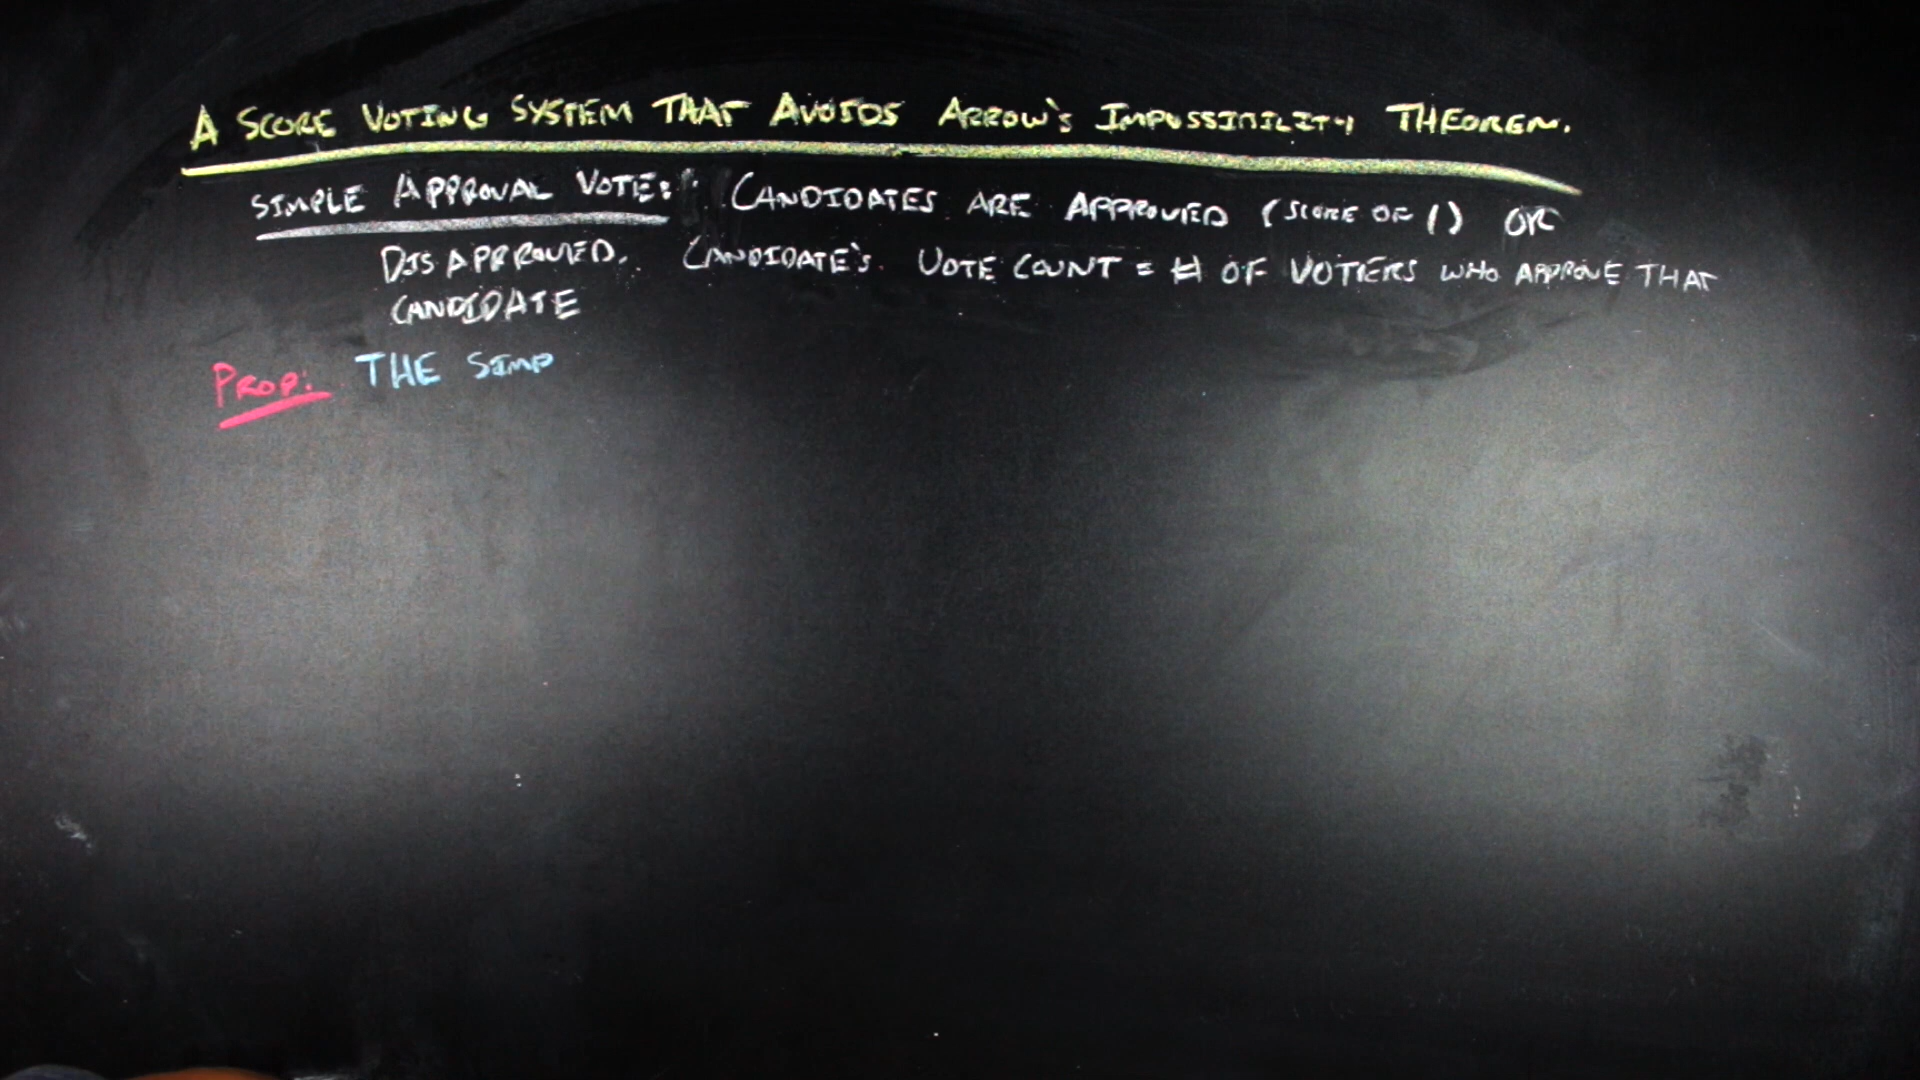 A SCORE VOTING SYSTEM THAT AVOIDS ARROW'S IMPOSSIBILITY THEOREM.
SIMPLE APPROVAL VOTE: CANDIDATES ARE APPROVED (SCORE OF 1) OR
DISAPPROVED. CANDIDATE'S VOTE COUNT = # OF VOTERS WHO APPROVE THAT
CANDIDATE
PROP: THE SIMP